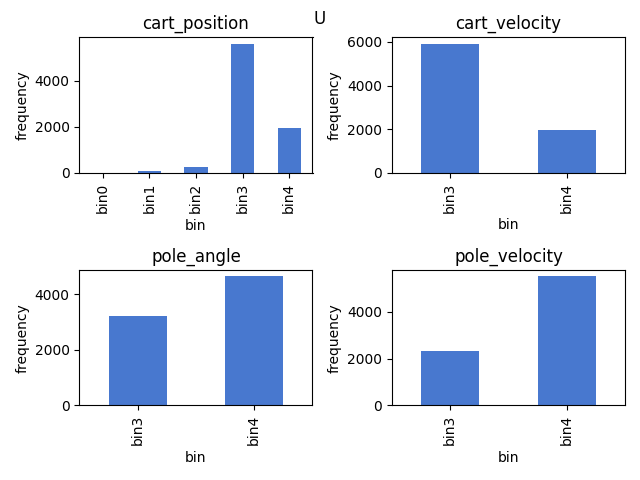 U
cart_position
frequency
4000
2000
0
bin0
bin1
bin2
bin3
bin4
bin
cart_velocity
frequency
6000
4000
2000
0
bin3
bin4
bin
pole_angle
frequency
4000
2000
0
bin3
bin4
bin
pole_velocity
frequency
4000
2000
0
bin3
bin4
bin